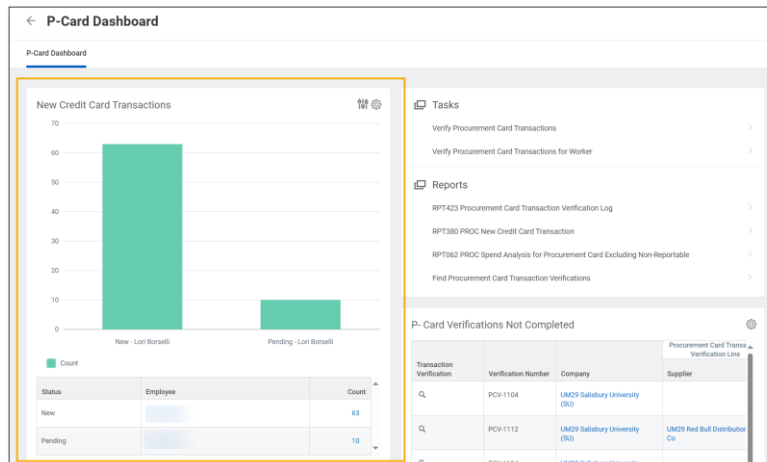 ← P-Card Dashboard
P-Card Dashboard
New Credit Card Transactions
70
60
50
40
30
20
10
0
New - Lori Borselli
Pending - Lori Borselli
Count
Status Employee Count
New 63
Pending 10
Tasks
Verify Procurement Card Transactions
Verify Procurement Card Transactions for Worker
Reports
RPT423 Procurement Card Transaction Verification Log
RPT380 PROC New Credit Card Transaction
RPT062 PROC Spend Analysis for Procurement Card Excluding Non-Reportable
Find Procurement Card Transaction Verifications
P- Card Verifications Not Completed
Procurement Card Transa
Verification Line
Transaction
Verification Verification Number Company Supplier
PCV-1104 UM29 Salisbury University
(SU)
PCV-1112 UM29 Salisbury University UM29 Red Bull Distribution
(SU) Co